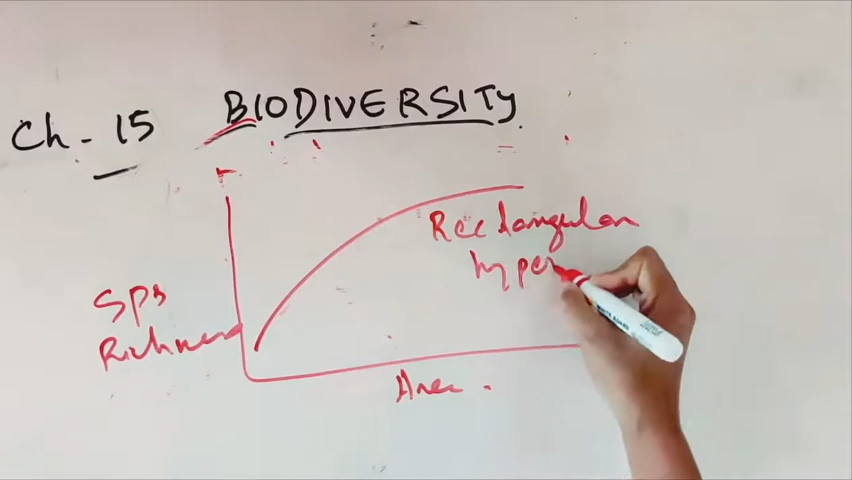 Ch - 15 BIODIVERSITY
Rectangular
hyper
Sps
Richness
Area.